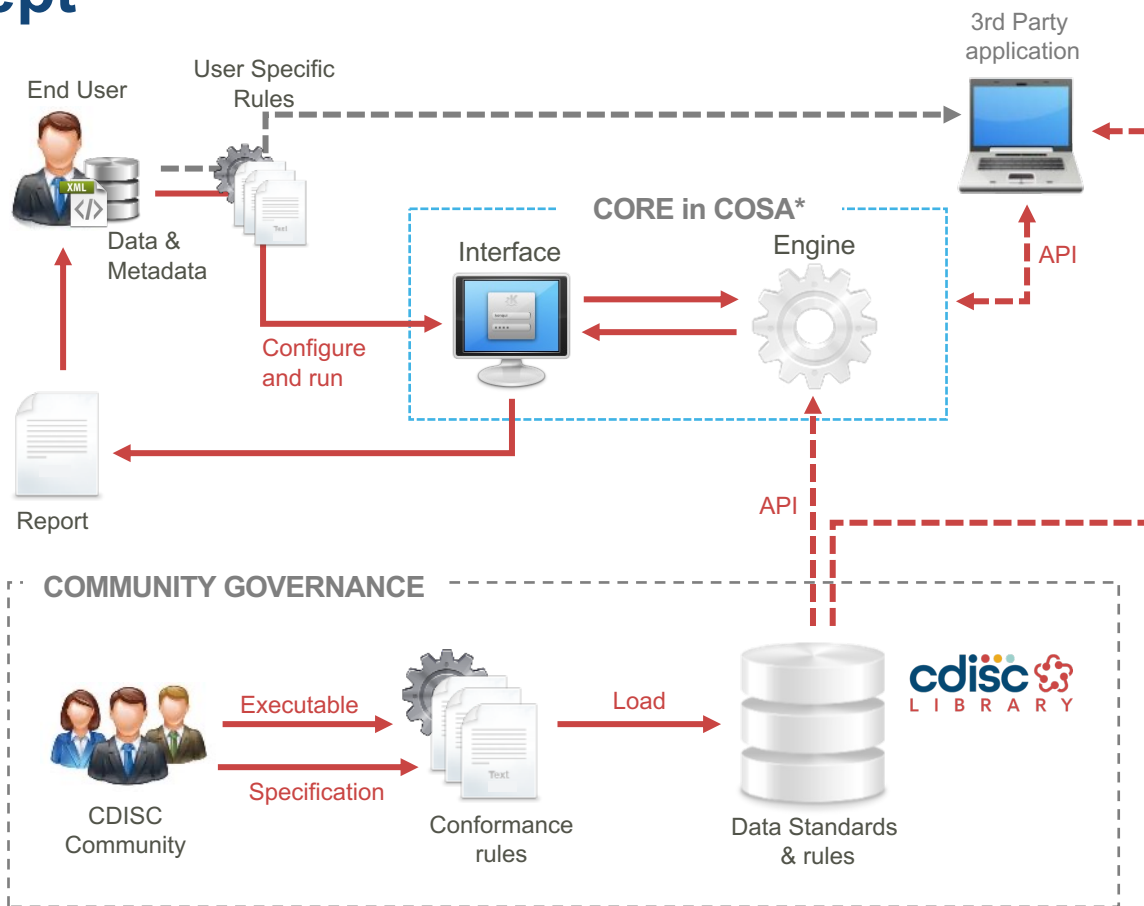 3rd Party
application
User Specific
Rules
End User
XML
</>
Text
Data &
Metadata
CORE in COSA*
Interface
Engine
API
Configure
and run
Report
API
COMMUNITY GOVERNANCE
cdisc
LIBRARY
Executable
Load
Specification
Text
CDISC
Community
Conformance
rules
Data Standards
& rules